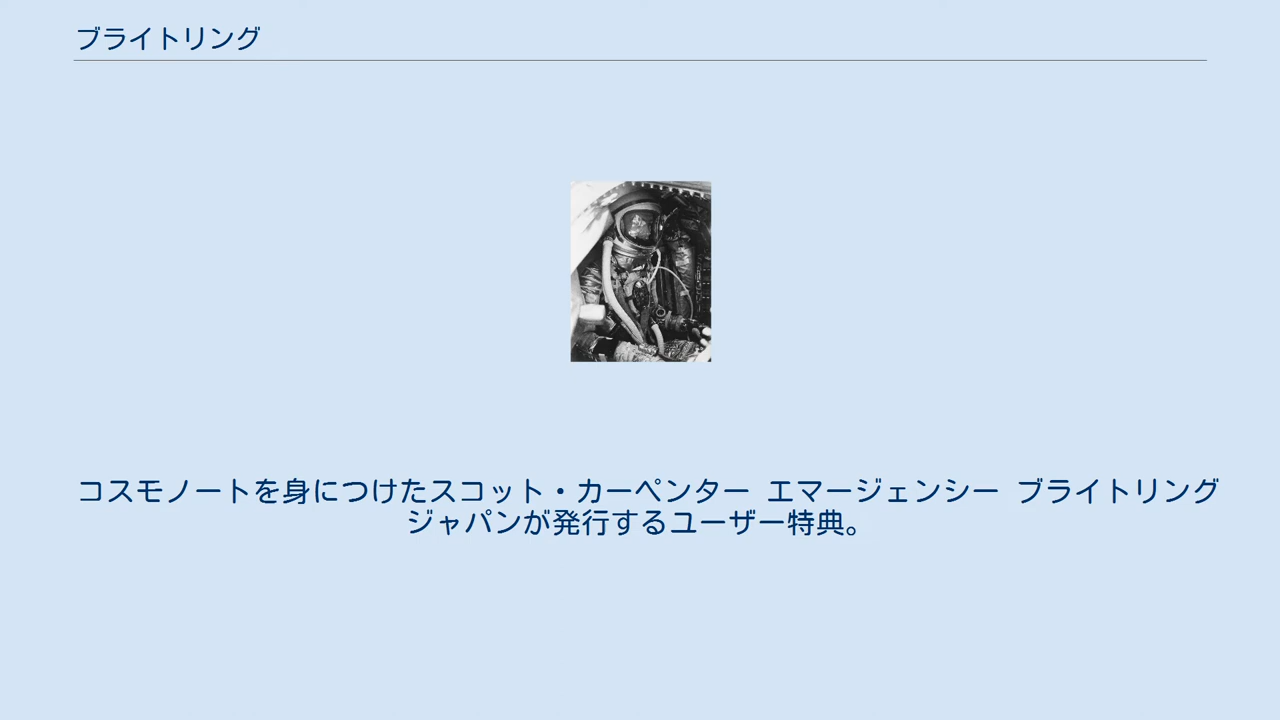 ブライトリング
コスモノートを身につけたスコット・カーペンター エマージェンシー ブライトリング
ジャパンが発行するユーザー特典。